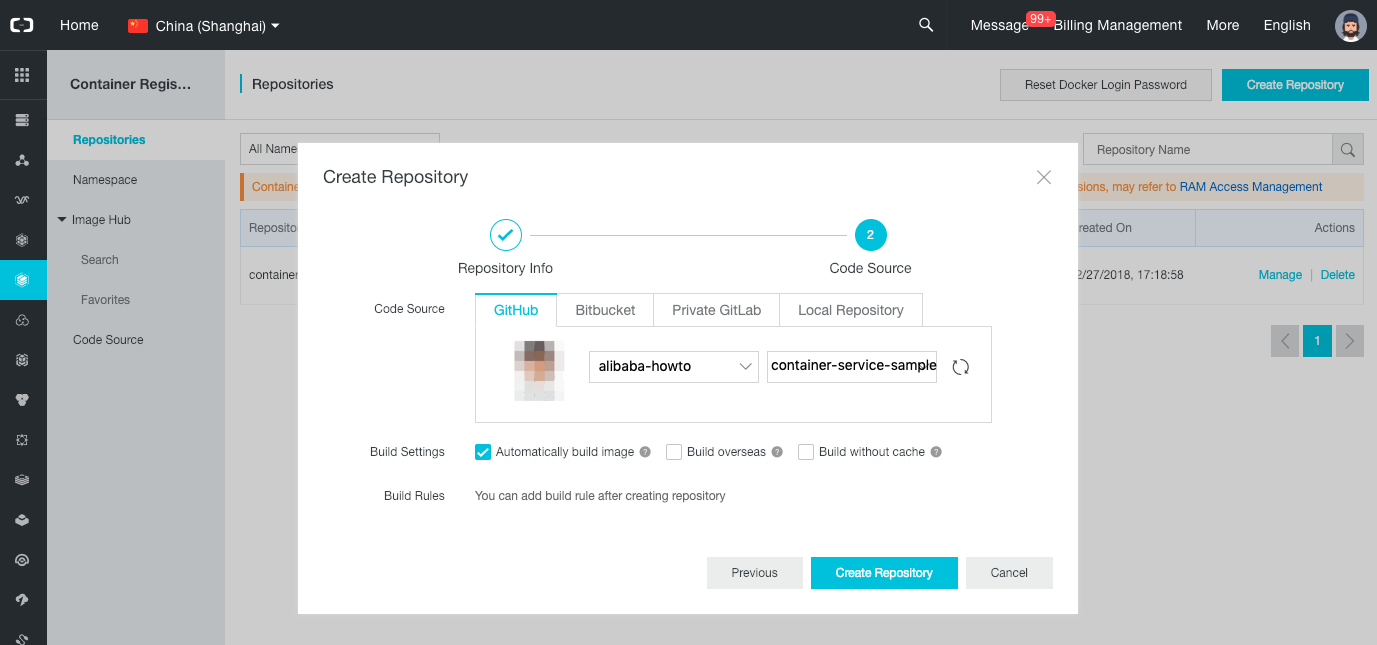 Home
China (Shanghai)
Message
99+
Billing Management
More
English
Container Regis...
Repositories
Reset Docker Login Password
Create Repository
Repositories
Namespace
Image Hub
Search
Favorites
Code Source
All Name
Repository Name
Containe
sions, may refer to RAM Access Management
Reposito
reated On
Actions
container
2/27/2018, 17:18:58
Manage | Delete
1
Create Repository
2
Repository Info
Code Source
Code Source
GitHub
Bitbucket
Private GitLab
Local Repository
alibaba-howto
container-service-sample
Build Settings
Automatically build image ?
Build overseas ?
Build without cache ?
Build Rules
You can add build rule after creating repository
Previous
Create Repository
Cancel